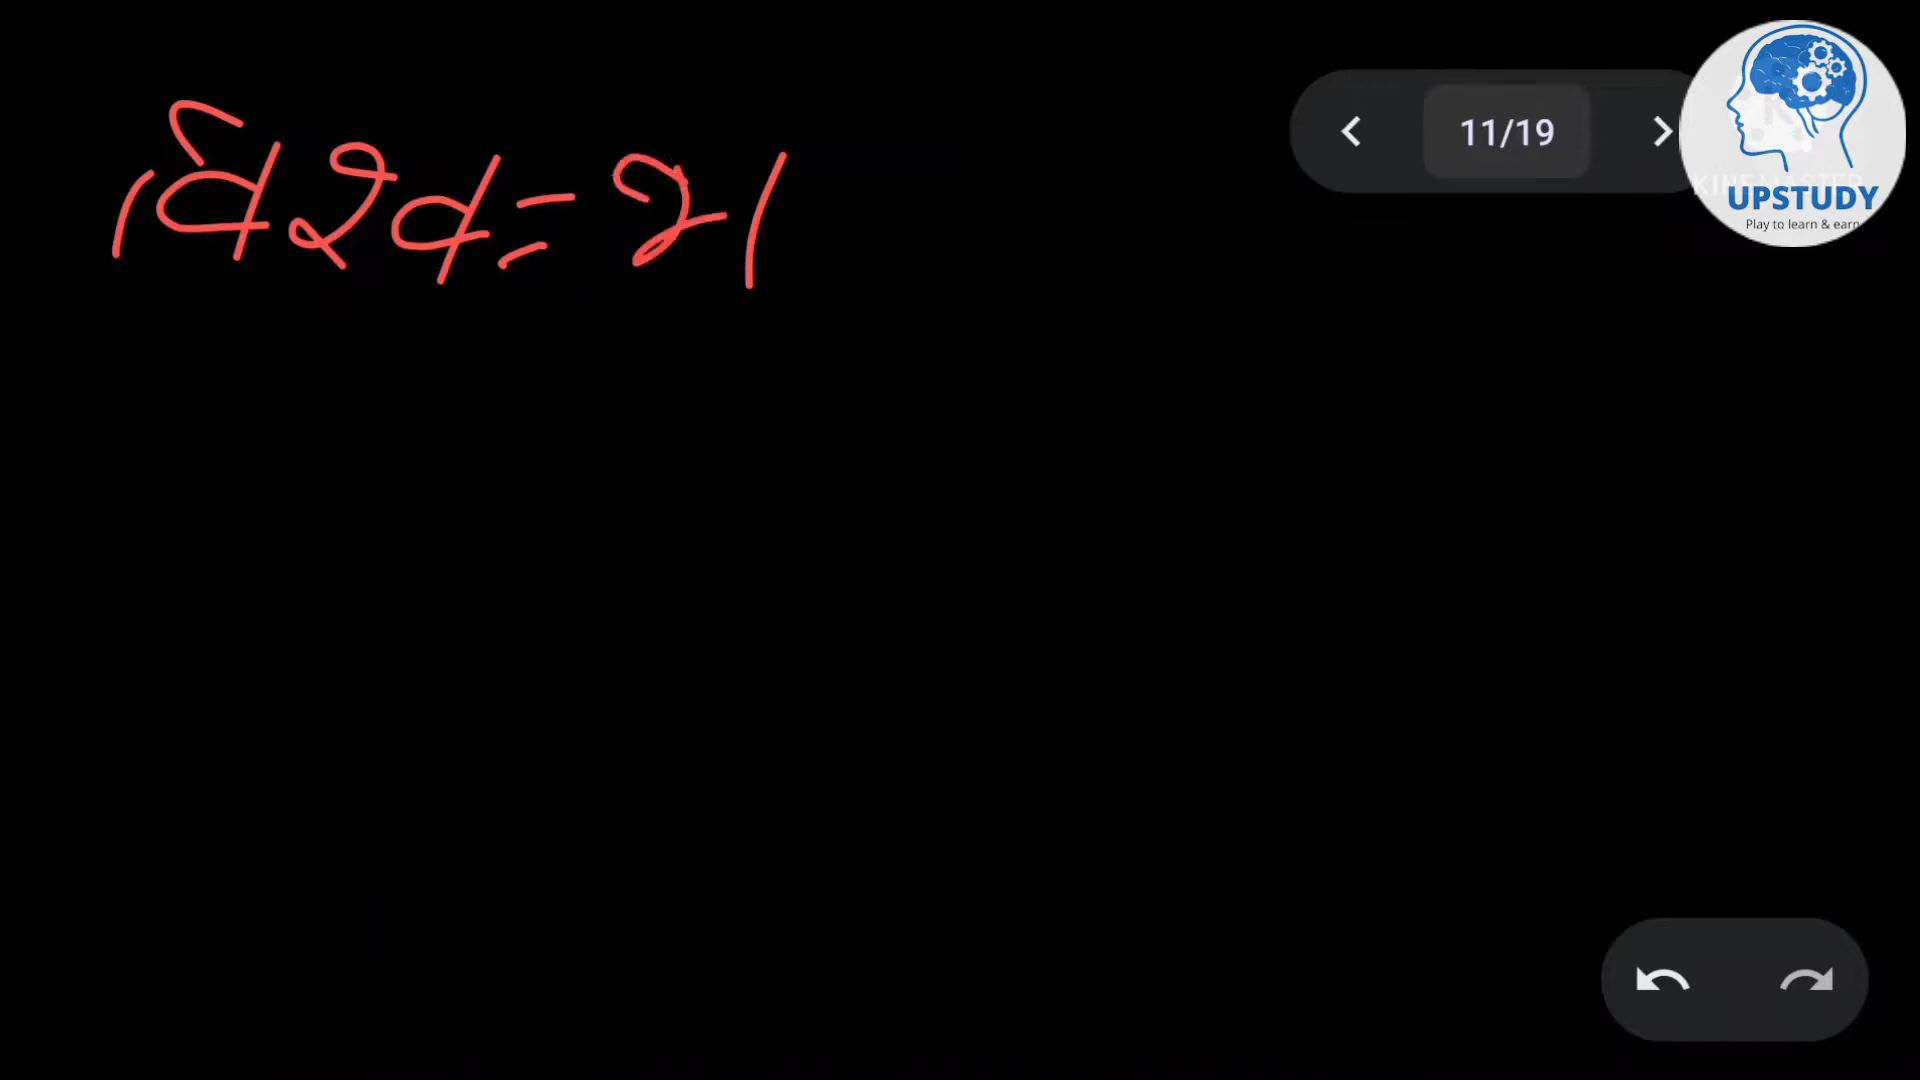 विश्व =
11/19
UPSTUDY
Play to learn & earn